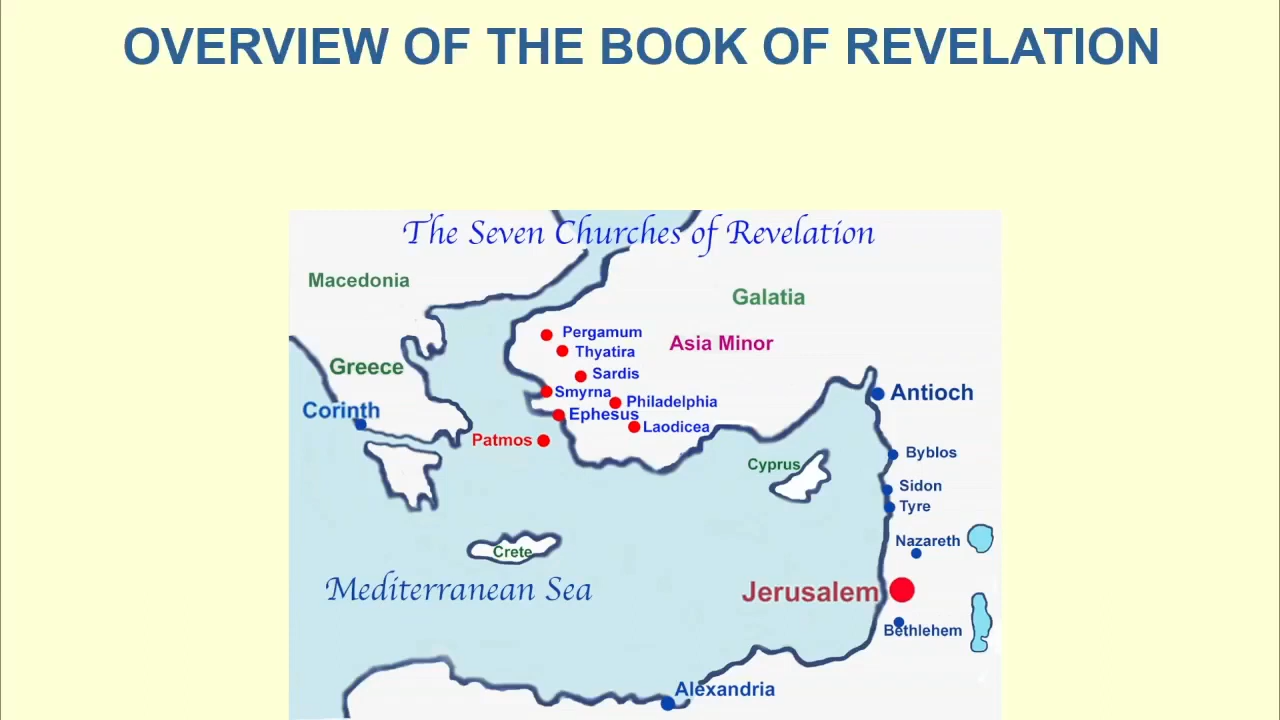 OVERVIEW OF THE BOOK OF REVELATION
The Seven Churches of Revelation
Macedonia
Galatia
Pergamum
Asia Minor
Thyatira
Greece
Sardis
Smyrna
Antioch
Philadelphia
Corinth
Ephesus
Laodicea
Patmos
Byblos
Cyprus
Sidon
Tyre
Nazareth
Crete
Mediterranean Sea
Jerusalem
Bethlehem
Alexandria